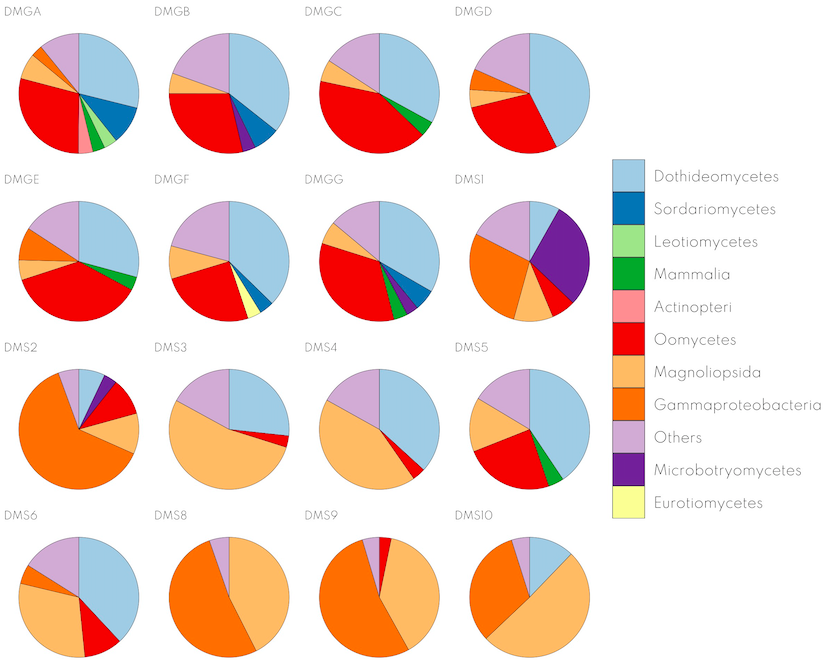 DMGA
DMGB
DMGC
DMGD
DMGE
DMGF
DMGG
DMS1
DMS2
DMS3
DMS4
DMS5
DMS6
DMS8
DMS9
DMS10
Dothideomycetes
Sordariomycetes
Leotiomycetes
Mammalia
Actinopteri
Oomycetes
Magnoliopsida
Gammaproteobacteria
Others
Microbotryomycetes
Eurotiomycetes